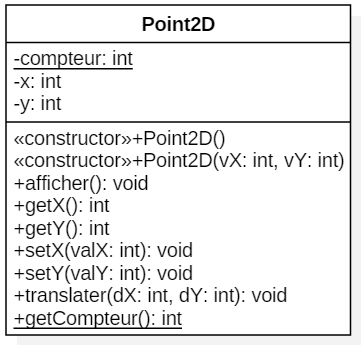 Point2D
-compteur: int
-x: int
-y: int
«constructor»+Point2D()
«constructor»+Point2D(vX: int, vY: int)
+afficher(): void
+getX(): int
+getY(): int
+setX(valX: int): void
+setY(valY: int): void
+translater(dX: int, dY: int): void
+getCompteur(): int